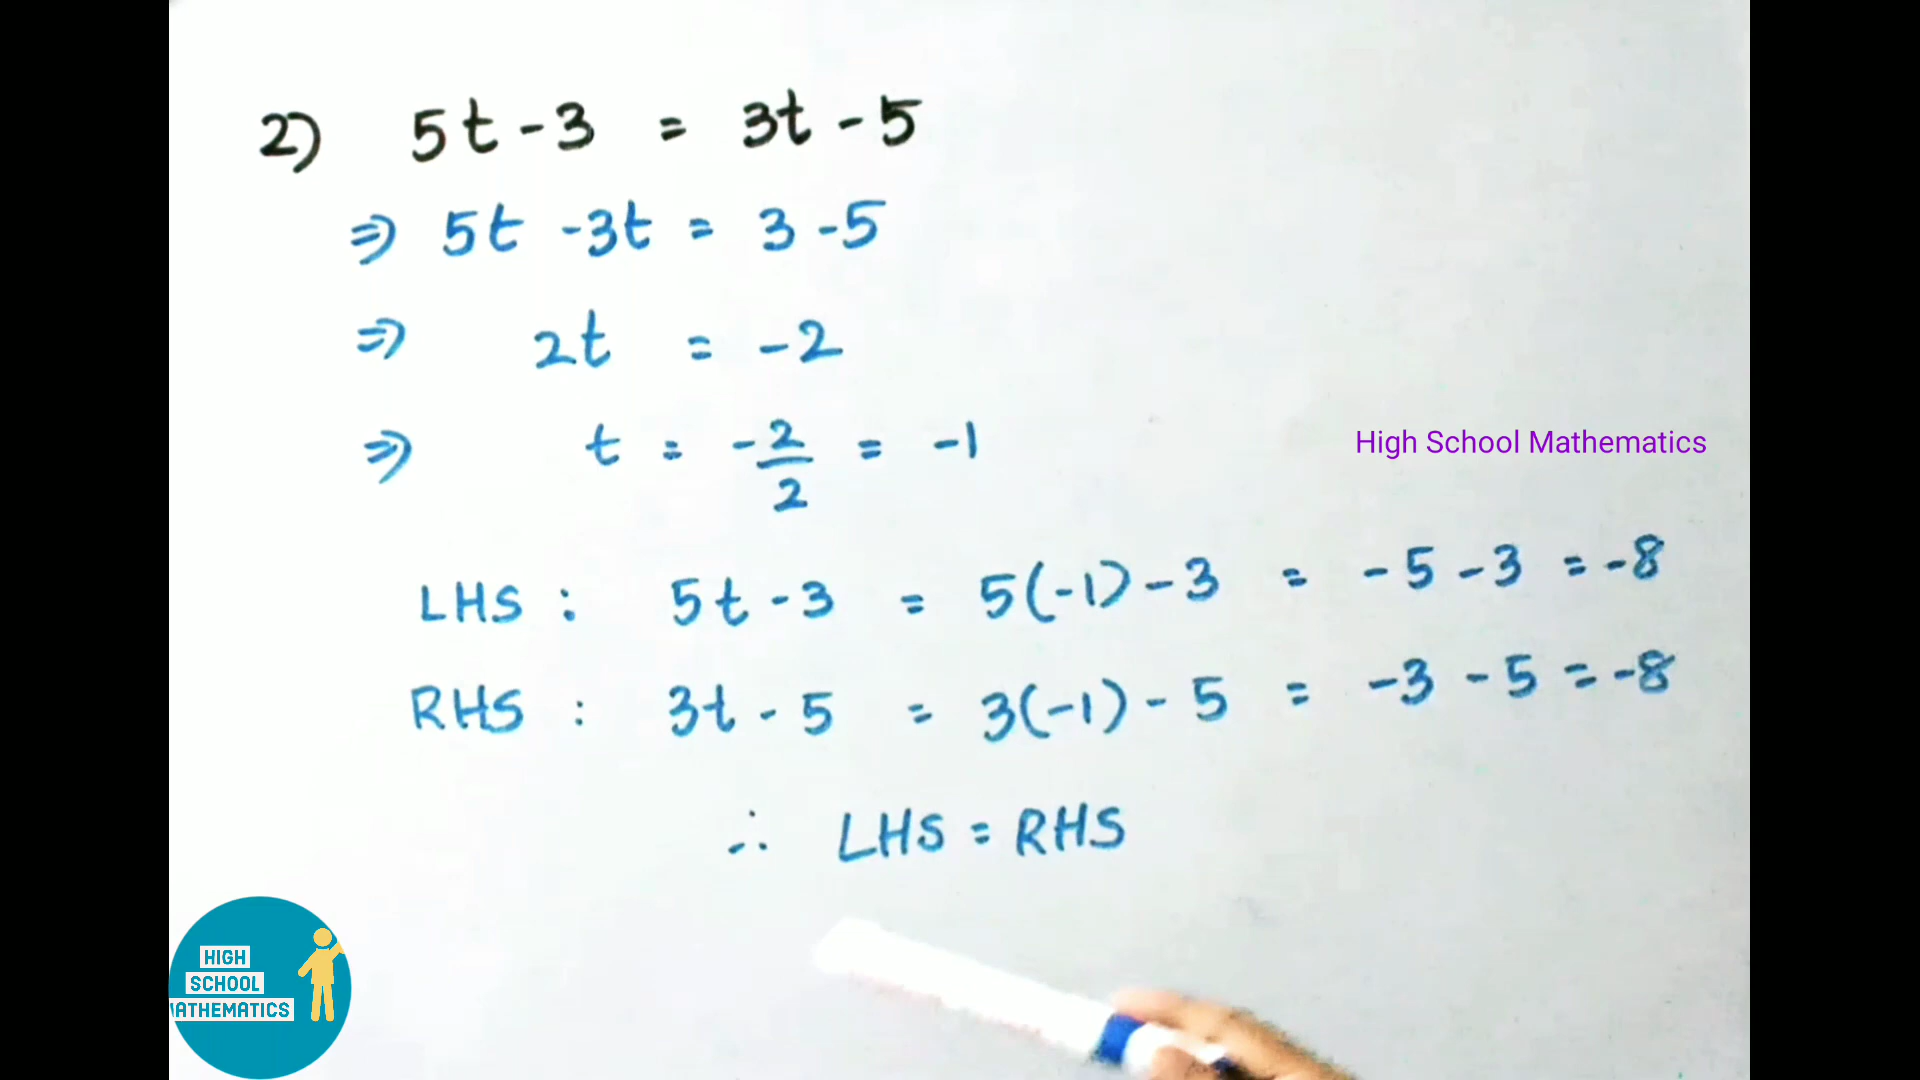 2) 5t - 3 = 3t - 5
⇒ 5t - 3t = 3 - 5
⇒ 2t = -2
⇒ t = -2/2 = -1
High School Mathematics
LHS : 5t - 3 = 5(-1) - 3 = -5 - 3 = -8
RHS : 3t - 5 = 3(-1) - 5 = -3 - 5 = -8
∴ LHS = RHS
HIGH
SCHOOL
MATHEMATICS